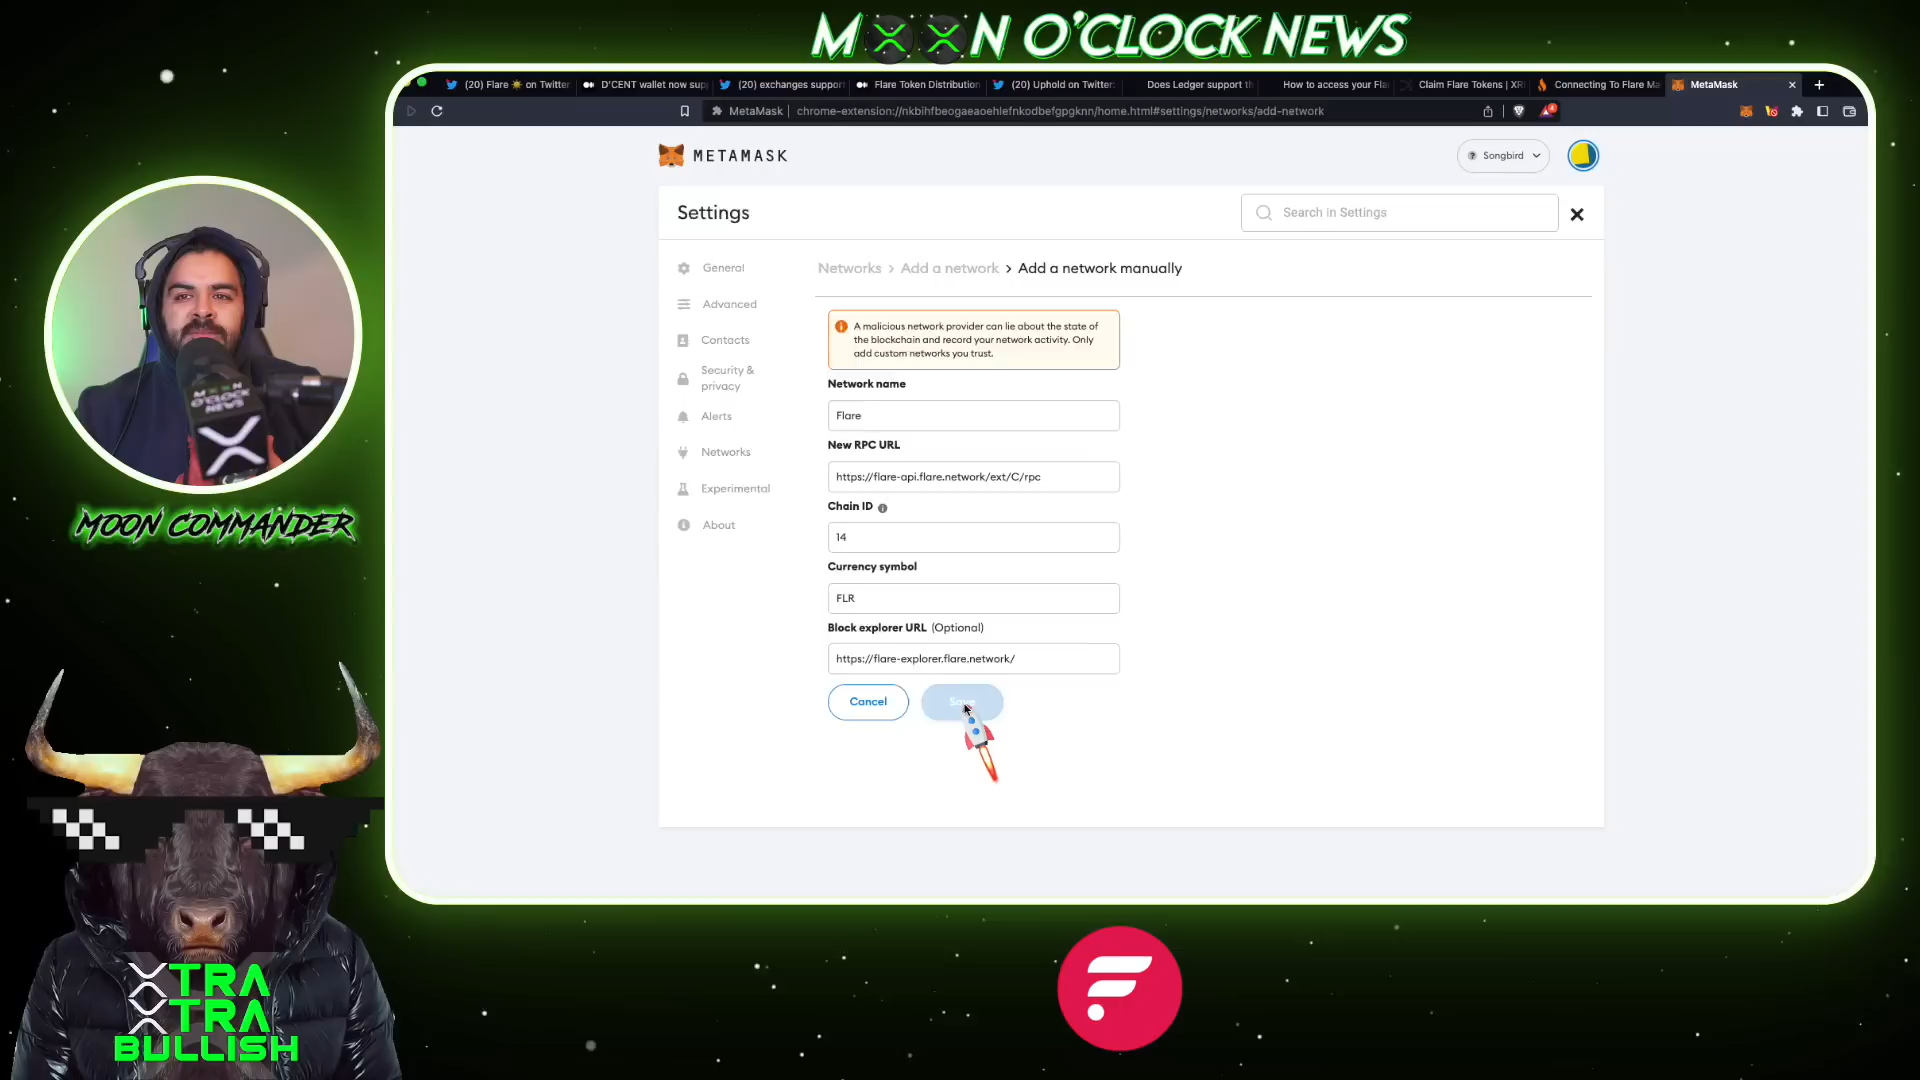 MOON O'CLOCK NEWS
(20) Flare ☀ on Twitter
D'CENT wallet now sup
(20) exchanges support
Flare Token Distribution
(20) Uphold on Twitter:
Does Ledger support th
How to access your Fla
Claim Flare Tokens | XR
Connecting To Flare Ma
MetaMask
MetaMask
chrome-extension://nkbihfbeogaeaoehlefnkodbefgpgknn/home.html#settings/networks/add-network
METAMASK
Songbird
Settings
Search in Settings
General
Advanced
Contacts
Security &
privacy
Alerts
Networks
Experimental
About
Networks > Add a network > Add a network manually
A malicious network provider can lie about the state of
the blockchain and record your network activity. Only
add custom networks you trust.
Network name
Flare
New RPC URL
https://flare-api.flare.network/ext/C/rpc
Chain ID
14
Currency symbol
FLR
Block explorer URL (Optional)
https://flare-explorer.flare.network/
Cancel
Save
MOON
O'CLOCK
NEWS
MOON COMMANDER
XTRA
XTRA
BULLISH